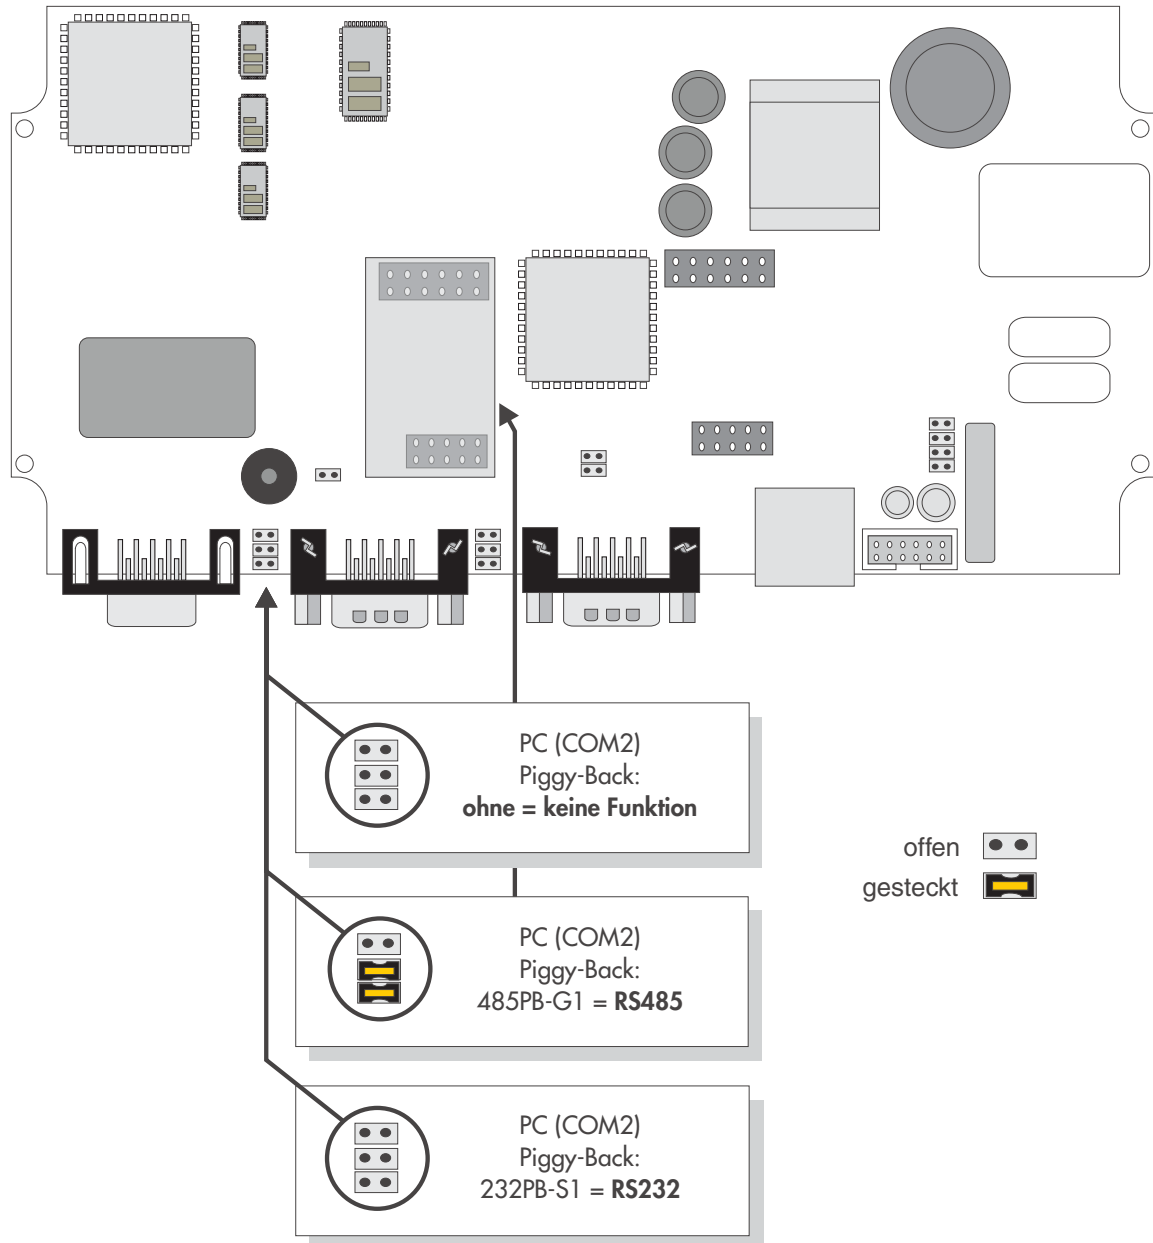 PC (COM2)
Piggy-Back:
ohne = keine Funktion
offen
gesteckt
PC (COM2)
Piggy-Back:
485PB-G1 = RS485
PC (COM2)
Piggy-Back:
232PB-S1 = RS232